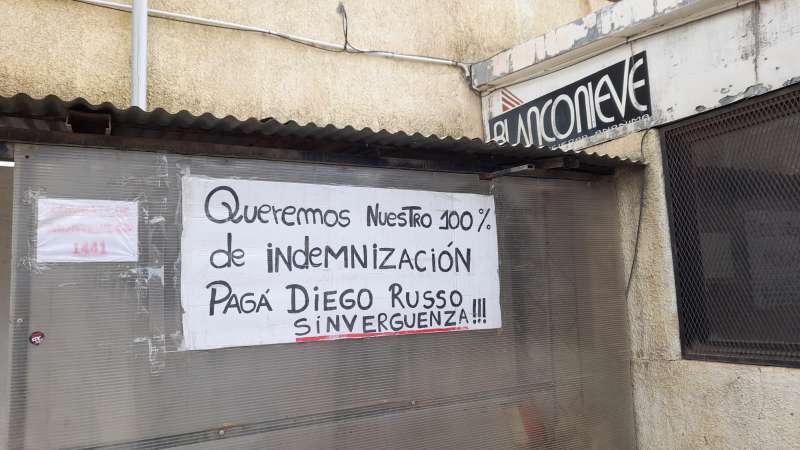 BLANCONIEVE
QUEREMOS NUESTRO 100%
de INDEMNIZACIÓN
PAGÁ DIEGO RUSSO
SINVERGUENZA!!!
1441